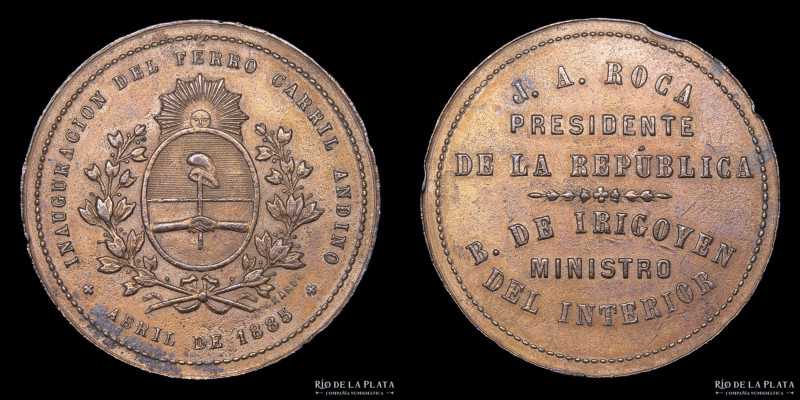 INAUGURACION DEL FERRO CARRIL ANDINO
ABRIL DE 1885
J. A. ROCA
PRESIDENTE
DE LA REPÚBLICA
B. DE IRIGOYEN
MINISTRO
DEL INTERIOR
RÍO DE LA PLATA
COMPAÑÍA NUMISMÁTICA
RÍO DE LA PLATA
COMPAÑÍA NUMISMÁTICA